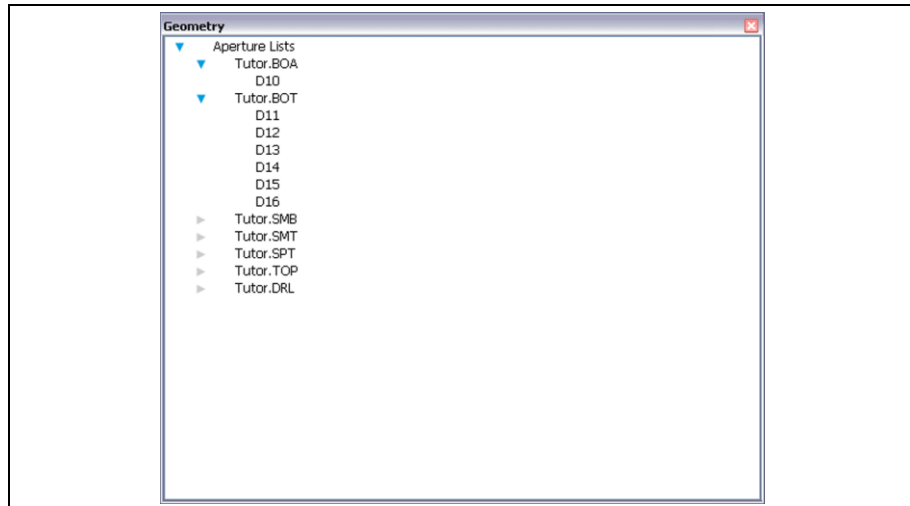 Geometry
Aperture Lists
Tutor.BOA
D10
Tutor.BOT
D11
D12
D13
D14
D15
D16
Tutor.SMB
Tutor.SMT
Tutor.SPT
Tutor.TOP
Tutor.DRL